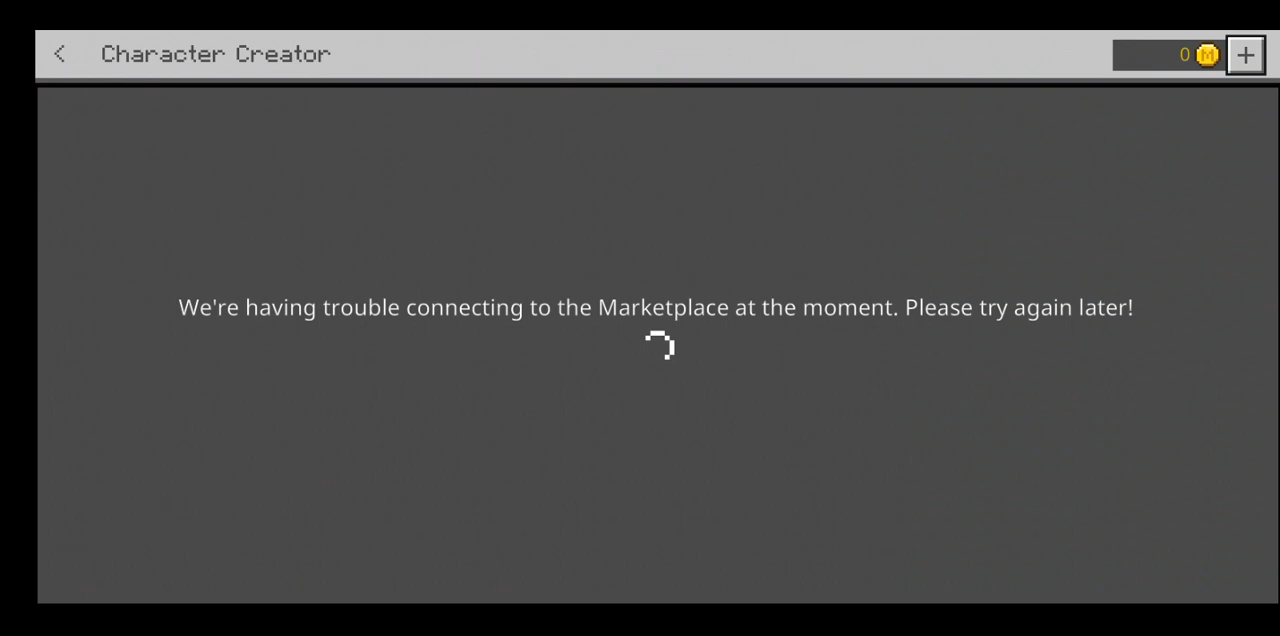 Character Creator
0
We're having trouble connecting to the Marketplace at the moment. Please try again later!